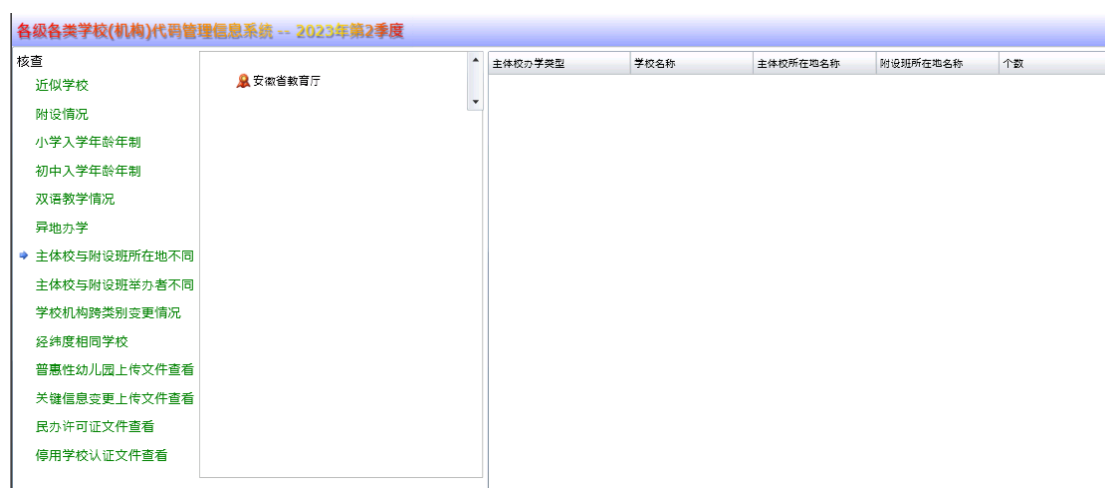 各级各类学校(机构)代码管理信息系统 -- 2023年第2季度
核查
近似学校
附设情况
小学入学年龄年制
初中入学年龄年制
双语教学情况
异地办学
主体校与附设班所在地不同
主体校与附设班举办者不同
学校机构跨类别变更情况
经纬度相同学校
普惠性幼儿园上传文件查看
关键信息变更上传文件查看
民办许可证文件查看
停用学校认证文件查看
安徽省教育厅
主体校办学类型 学校名称 主体校所在地名称 附设班所在地名称 个数